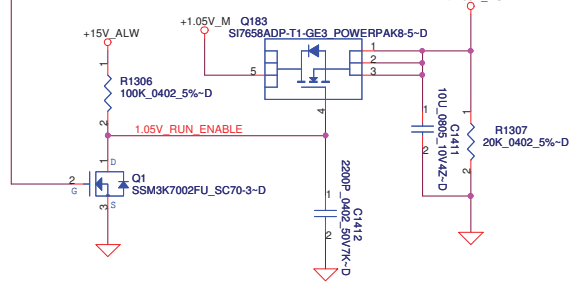 +15V_ALW
+1.05V_M
Q183
SI7658ADP-T1-GE3_POWERPAK8-5~D
5
1
2
3
4
1
R1306
100K_0402_5%~D
2
1.05V_RUN_ENABLE
1
10U_0805_10V4Z~D
C1411
2
1
R1307
20K_0402_5%~D
2
1
D
2
G
Q1
SSM3K7002FU_SC70-3~D
3
S
1
2200P_0402_50V7K~D
C1412
2